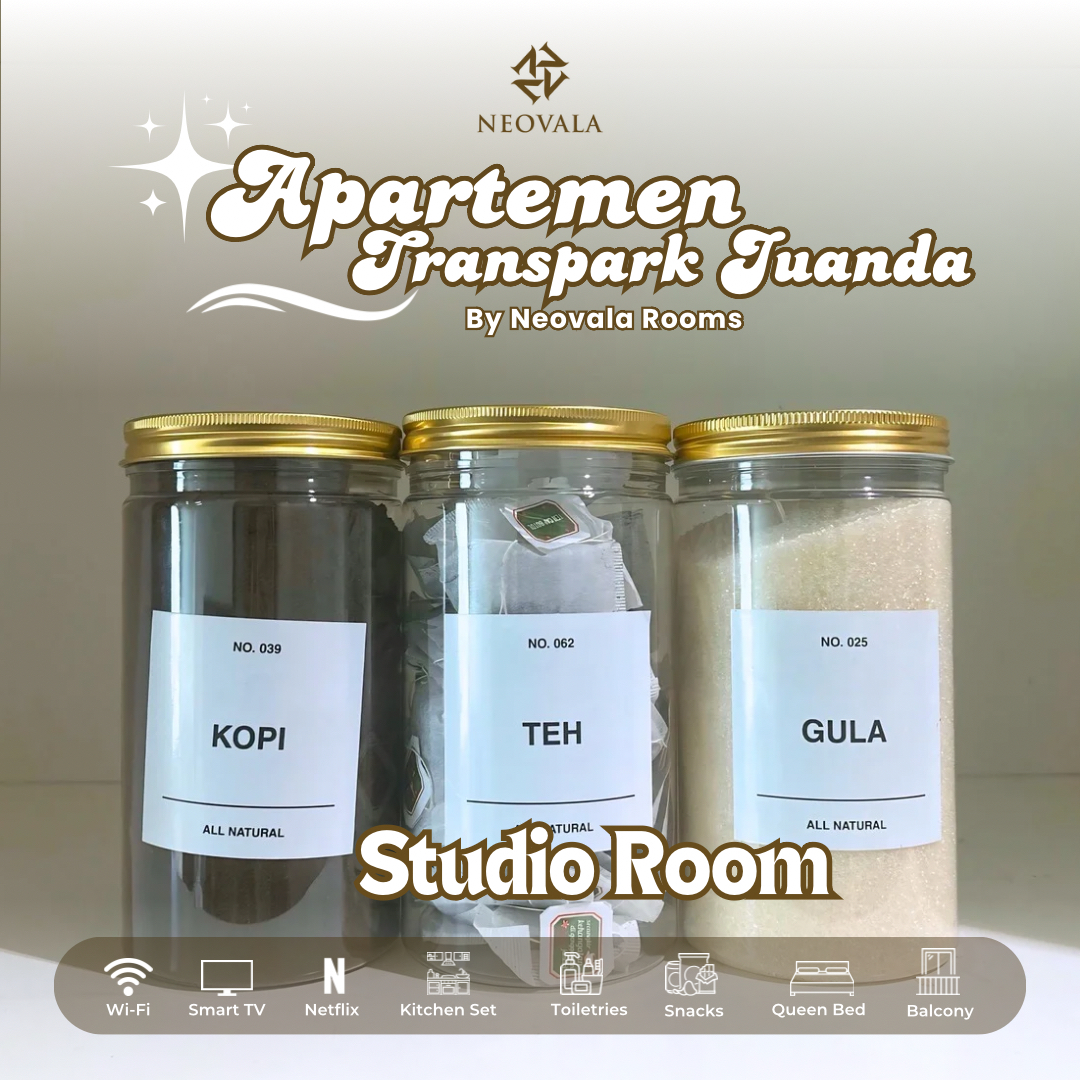 NEOVALA
Apartemen
Transpark Juanda
By Neovala Rooms
NO. 039
KOPI
ALL NATURAL
NO. 062
TEH
NO. 025
GULA
ALL NATURAL
Studio Room
Wi-Fi
Smart TV
Netflix
Kitchen Set
Toiletries
Snacks
Queen Bed
Balcony